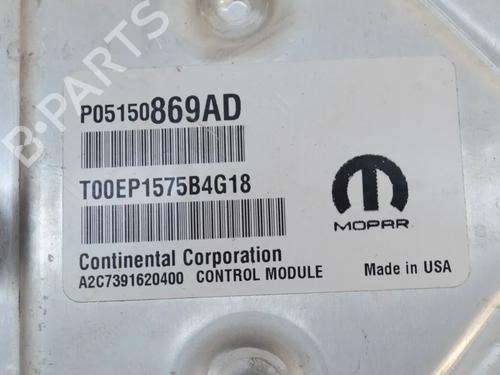 P05150869AD
T00EP1575B4G18
MOPAR
Continental Corporation
A2C7391620400 CONTROL MODULE Made in USA
B-PARTS